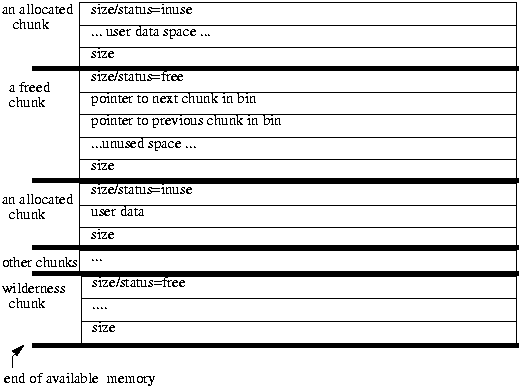 an allocated
chunk
size/status=inuse
... user data space ...
size
a freed
chunk
size/status=free
pointer to next chunk in bin
pointer to previous chunk in bin
...unused space ...
size
an allocated
chunk
size/status=inuse
user data
size
other chunks
...
wilderness
chunk
size/status=free
....
size
end of available memory